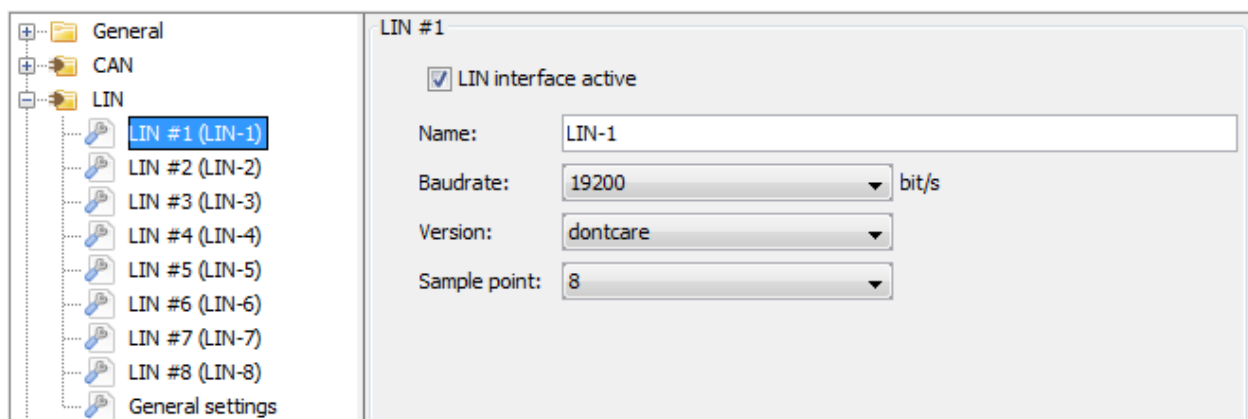 General
CAN
LIN
LIN #1 (LIN-1)
LIN #2 (LIN-2)
LIN #3 (LIN-3)
LIN #4 (LIN-4)
LIN #5 (LIN-5)
LIN #6 (LIN-6)
LIN #7 (LIN-7)
LIN #8 (LIN-8)
General settings
LIN #1
LIN interface active
Name: LIN-1
Baudrate: 19200 bit/s
Version: dontcare
Sample point: 8